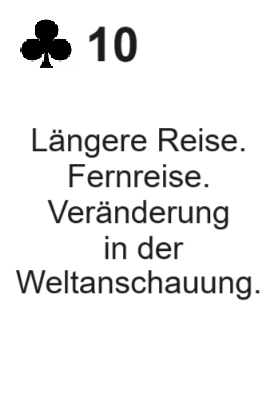 ♣ 10
Längere Reise.
Fernreise.
Veränderung
in der
Weltanschauung.